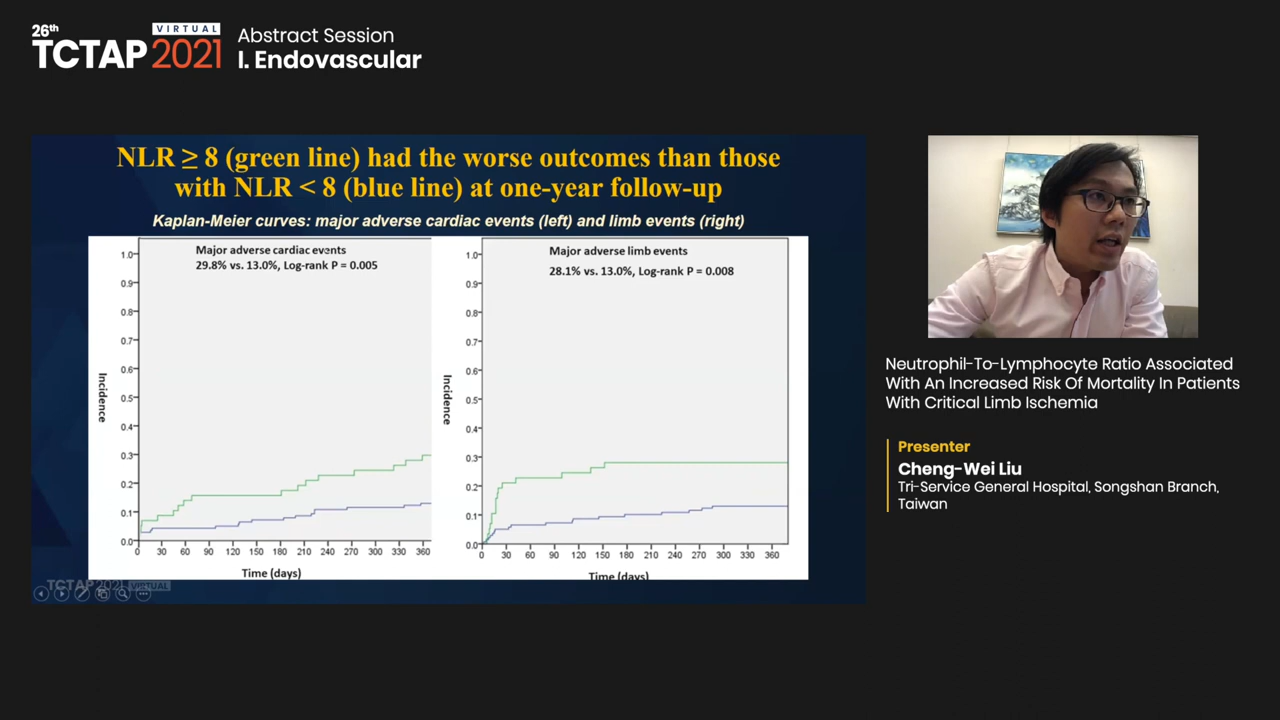 26th
VIRTUAL
TCTAP 2021
Abstract Session
I. Endovascular
NLR ≥ 8 (green line) had the worse outcomes than those
with NLR < 8 (blue line) at one-year follow-up
Kaplan-Meier curves: major adverse cardiac events (left) and limb events (right)
Major adverse cardiac events
29.8% vs. 13.0%, Log-rank P = 0.005
1.0
0.9
0.8
0.7
0.6
0.5
0.4
0.3
0.2
0.1
0.0
Incidence
0 30 60 90 120 150 180 210 240 270 300 330 360
Time (days)
Major adverse limb events
28.1% vs. 13.0%, Log-rank P = 0.008
1.0
0.9
0.8
0.7
0.6
0.5
0.4
0.3
0.2
0.1
0.0
Incidence
0 30 60 90 120 150 180 210 240 270 300 330 360
Time (days)
TCTAP 2021 VIRTUAL
Neutrophil-To-Lymphocyte Ratio Associated
With An Increased Risk Of Mortality In Patients
With Critical Limb Ischemia
Presenter
Cheng-Wei Liu
Tri-Service General Hospital, Songshan Branch,
Taiwan